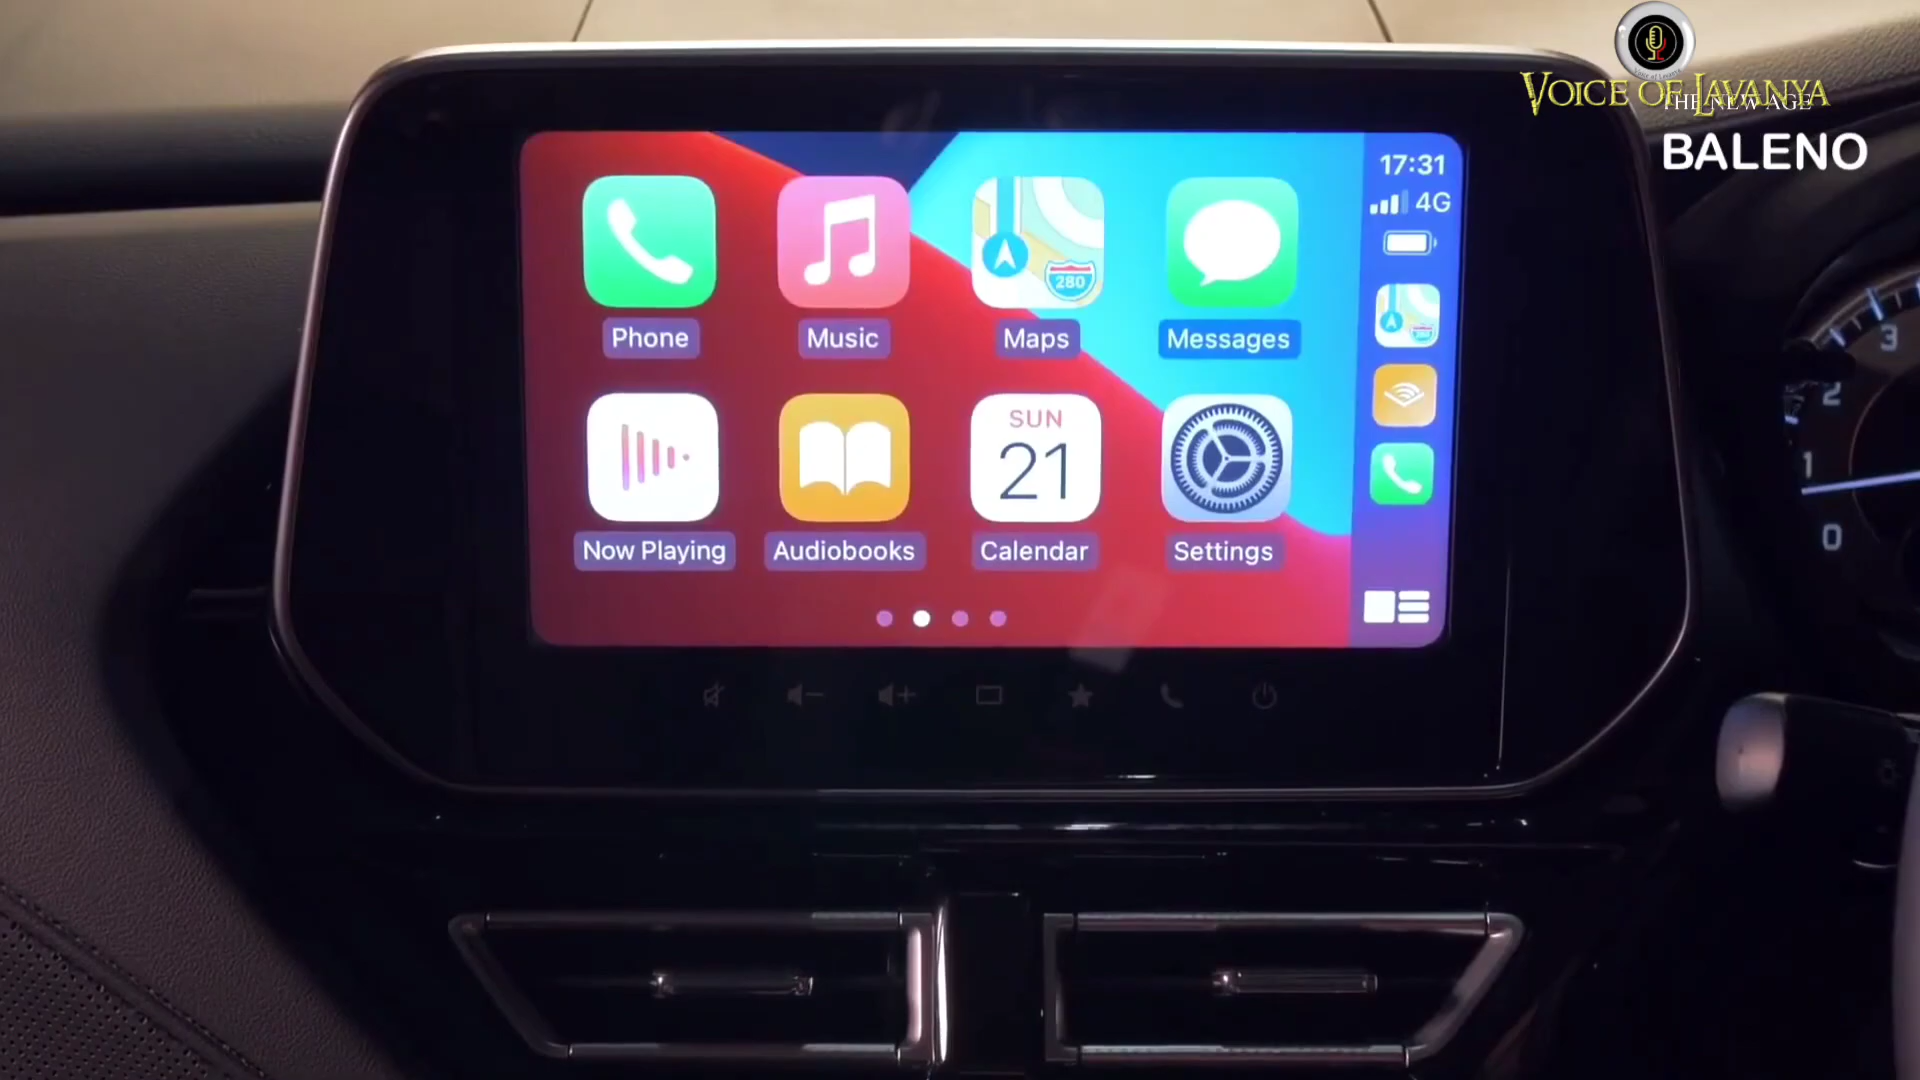 VOICE OF LAVANYA
THE NEW AGE
BALENO
17:31
4G
280
Phone
Music
Maps
Messages
SUN
21
Now Playing
Audiobooks
Calendar
Settings
3
2
1
0